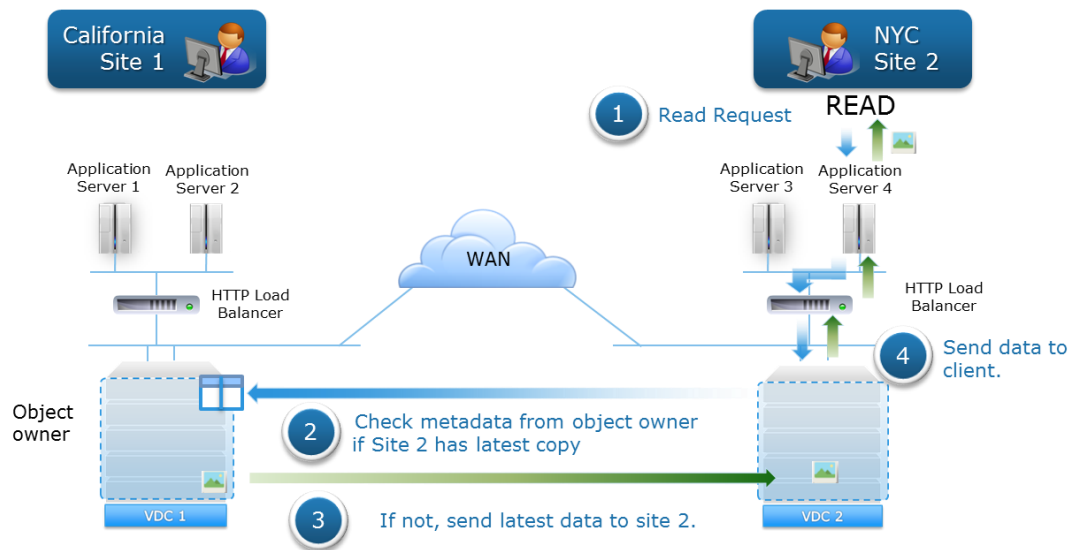 California
Site 1
NYC
Site 2
1
Read Request
READ
Application
Server 1
Application
Server 2
Application
Server 3
Application
Server 4
WAN
HTTP Load
Balancer
HTTP Load
Balancer
4
Send data to
client.
Object
owner
2
Check metadata from object owner
if Site 2 has latest copy
3
If not, send latest data to site 2.
VDC 1
VDC 2